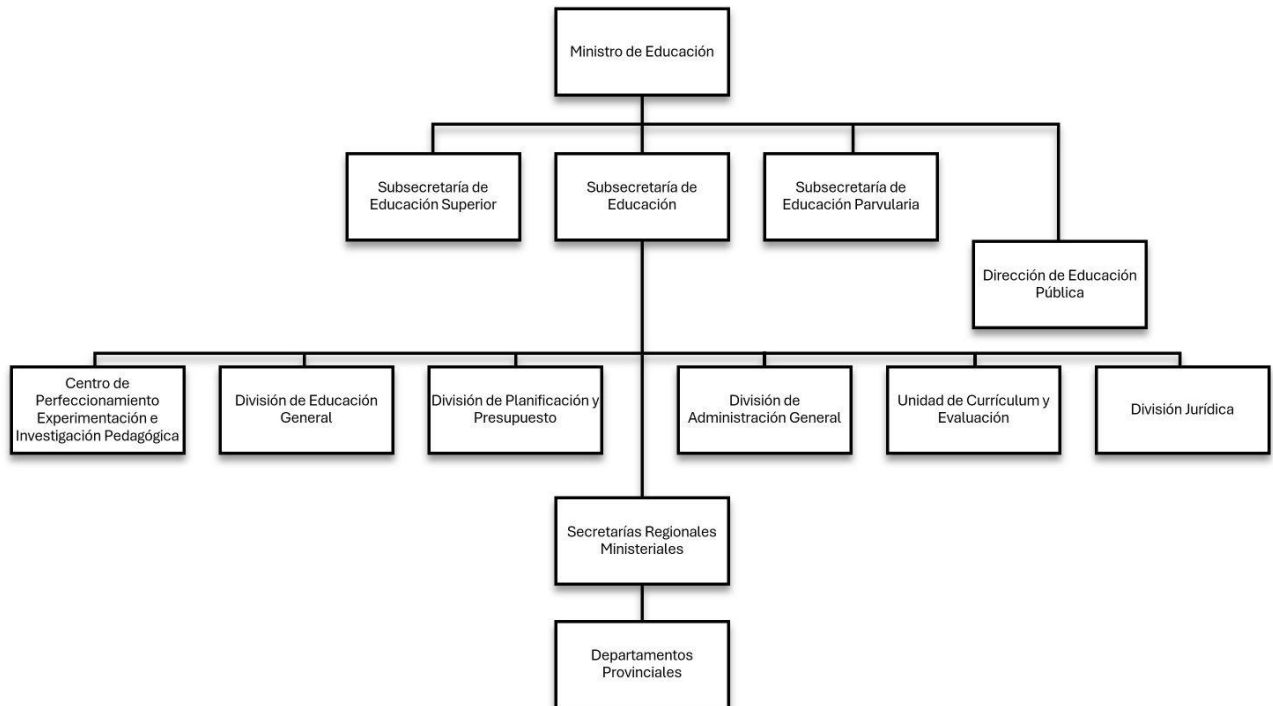 Ministro de Educación
Subsecretaría de
Educación Superior
Subsecretaría de
Educación
Subsecretaría de
Educación Parvularia
Dirección de Educación
Pública
Centro de
Perfeccionamiento
Experimentación e
Investigación Pedagógica
División de Educación
General
División de Planificación y
Presupuesto
División de
Administración General
Unidad de Currículum y
Evaluación
División Jurídica
Secretarías Regionales
Ministeriales
Departamentos
Provinciales